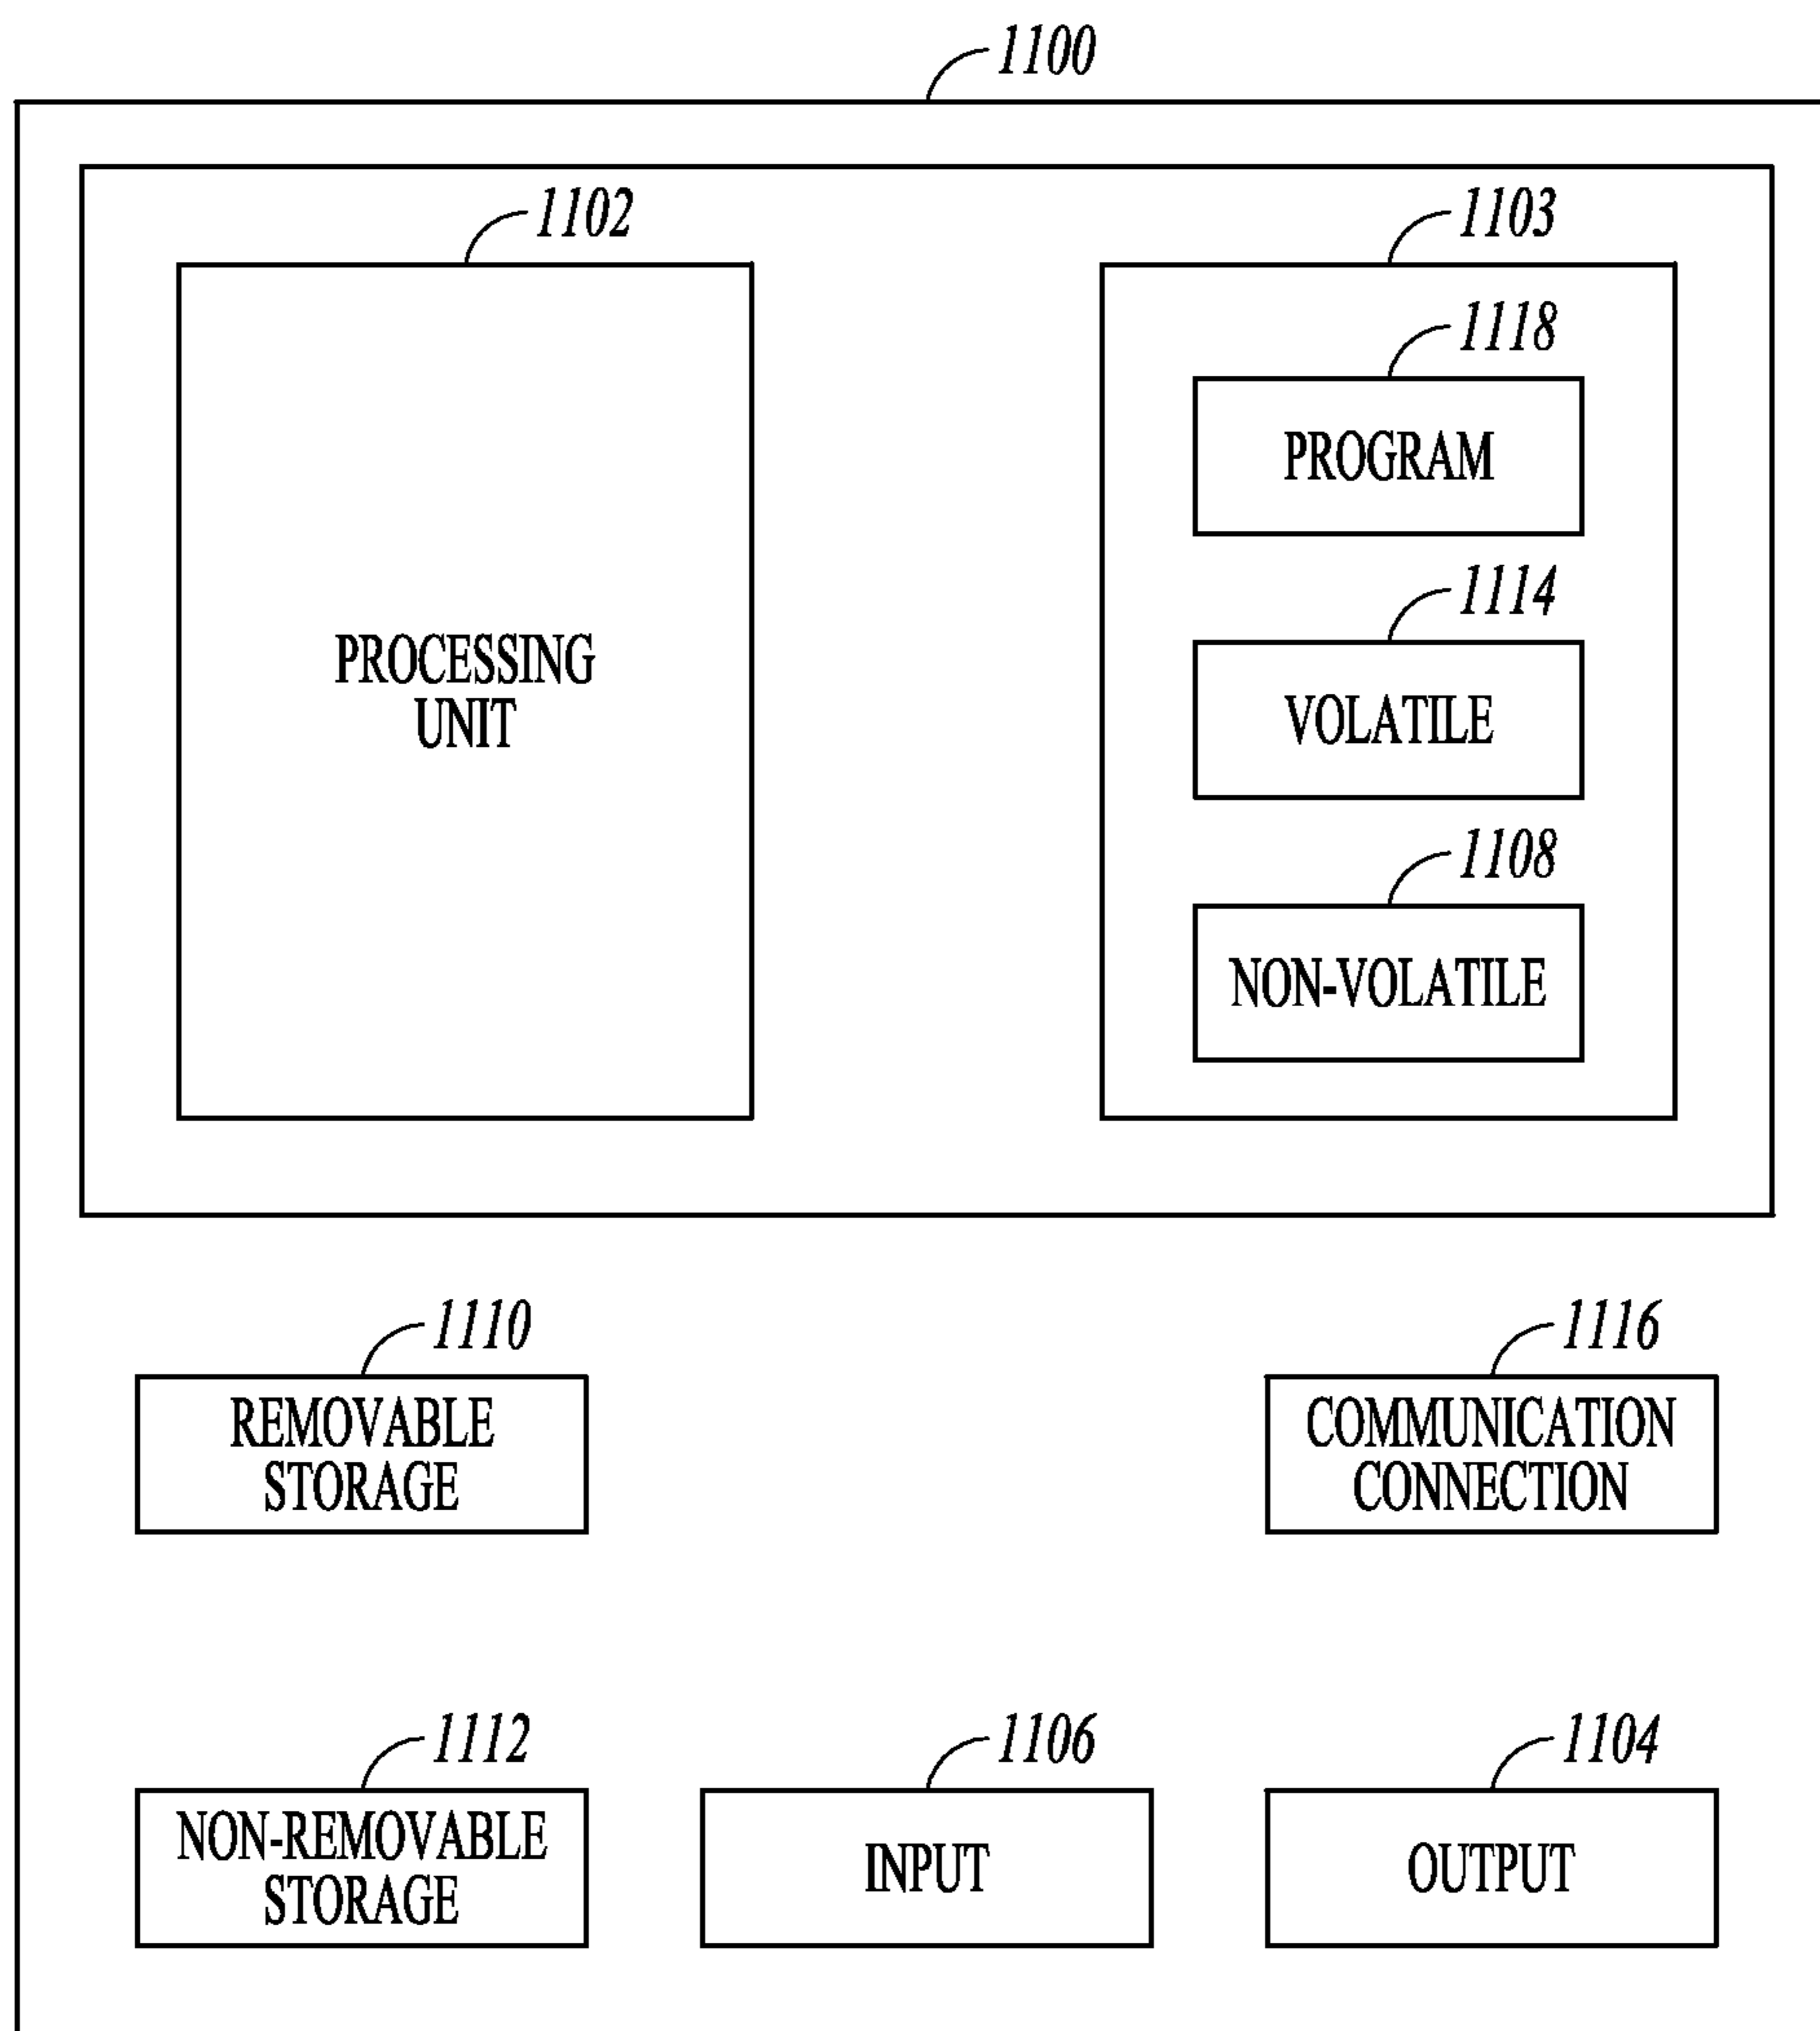 1100
1102
1103
1118
PROGRAM
1114
PROCESSING
UNIT
VOLATILE
1108
NON-VOLATILE
1110
1116
REMOVABLE
STORAGE
COMMUNICATION
CONNECTION
1112
1106
1104
NON-REMOVABLE
STORAGE
INPUT
OUTPUT